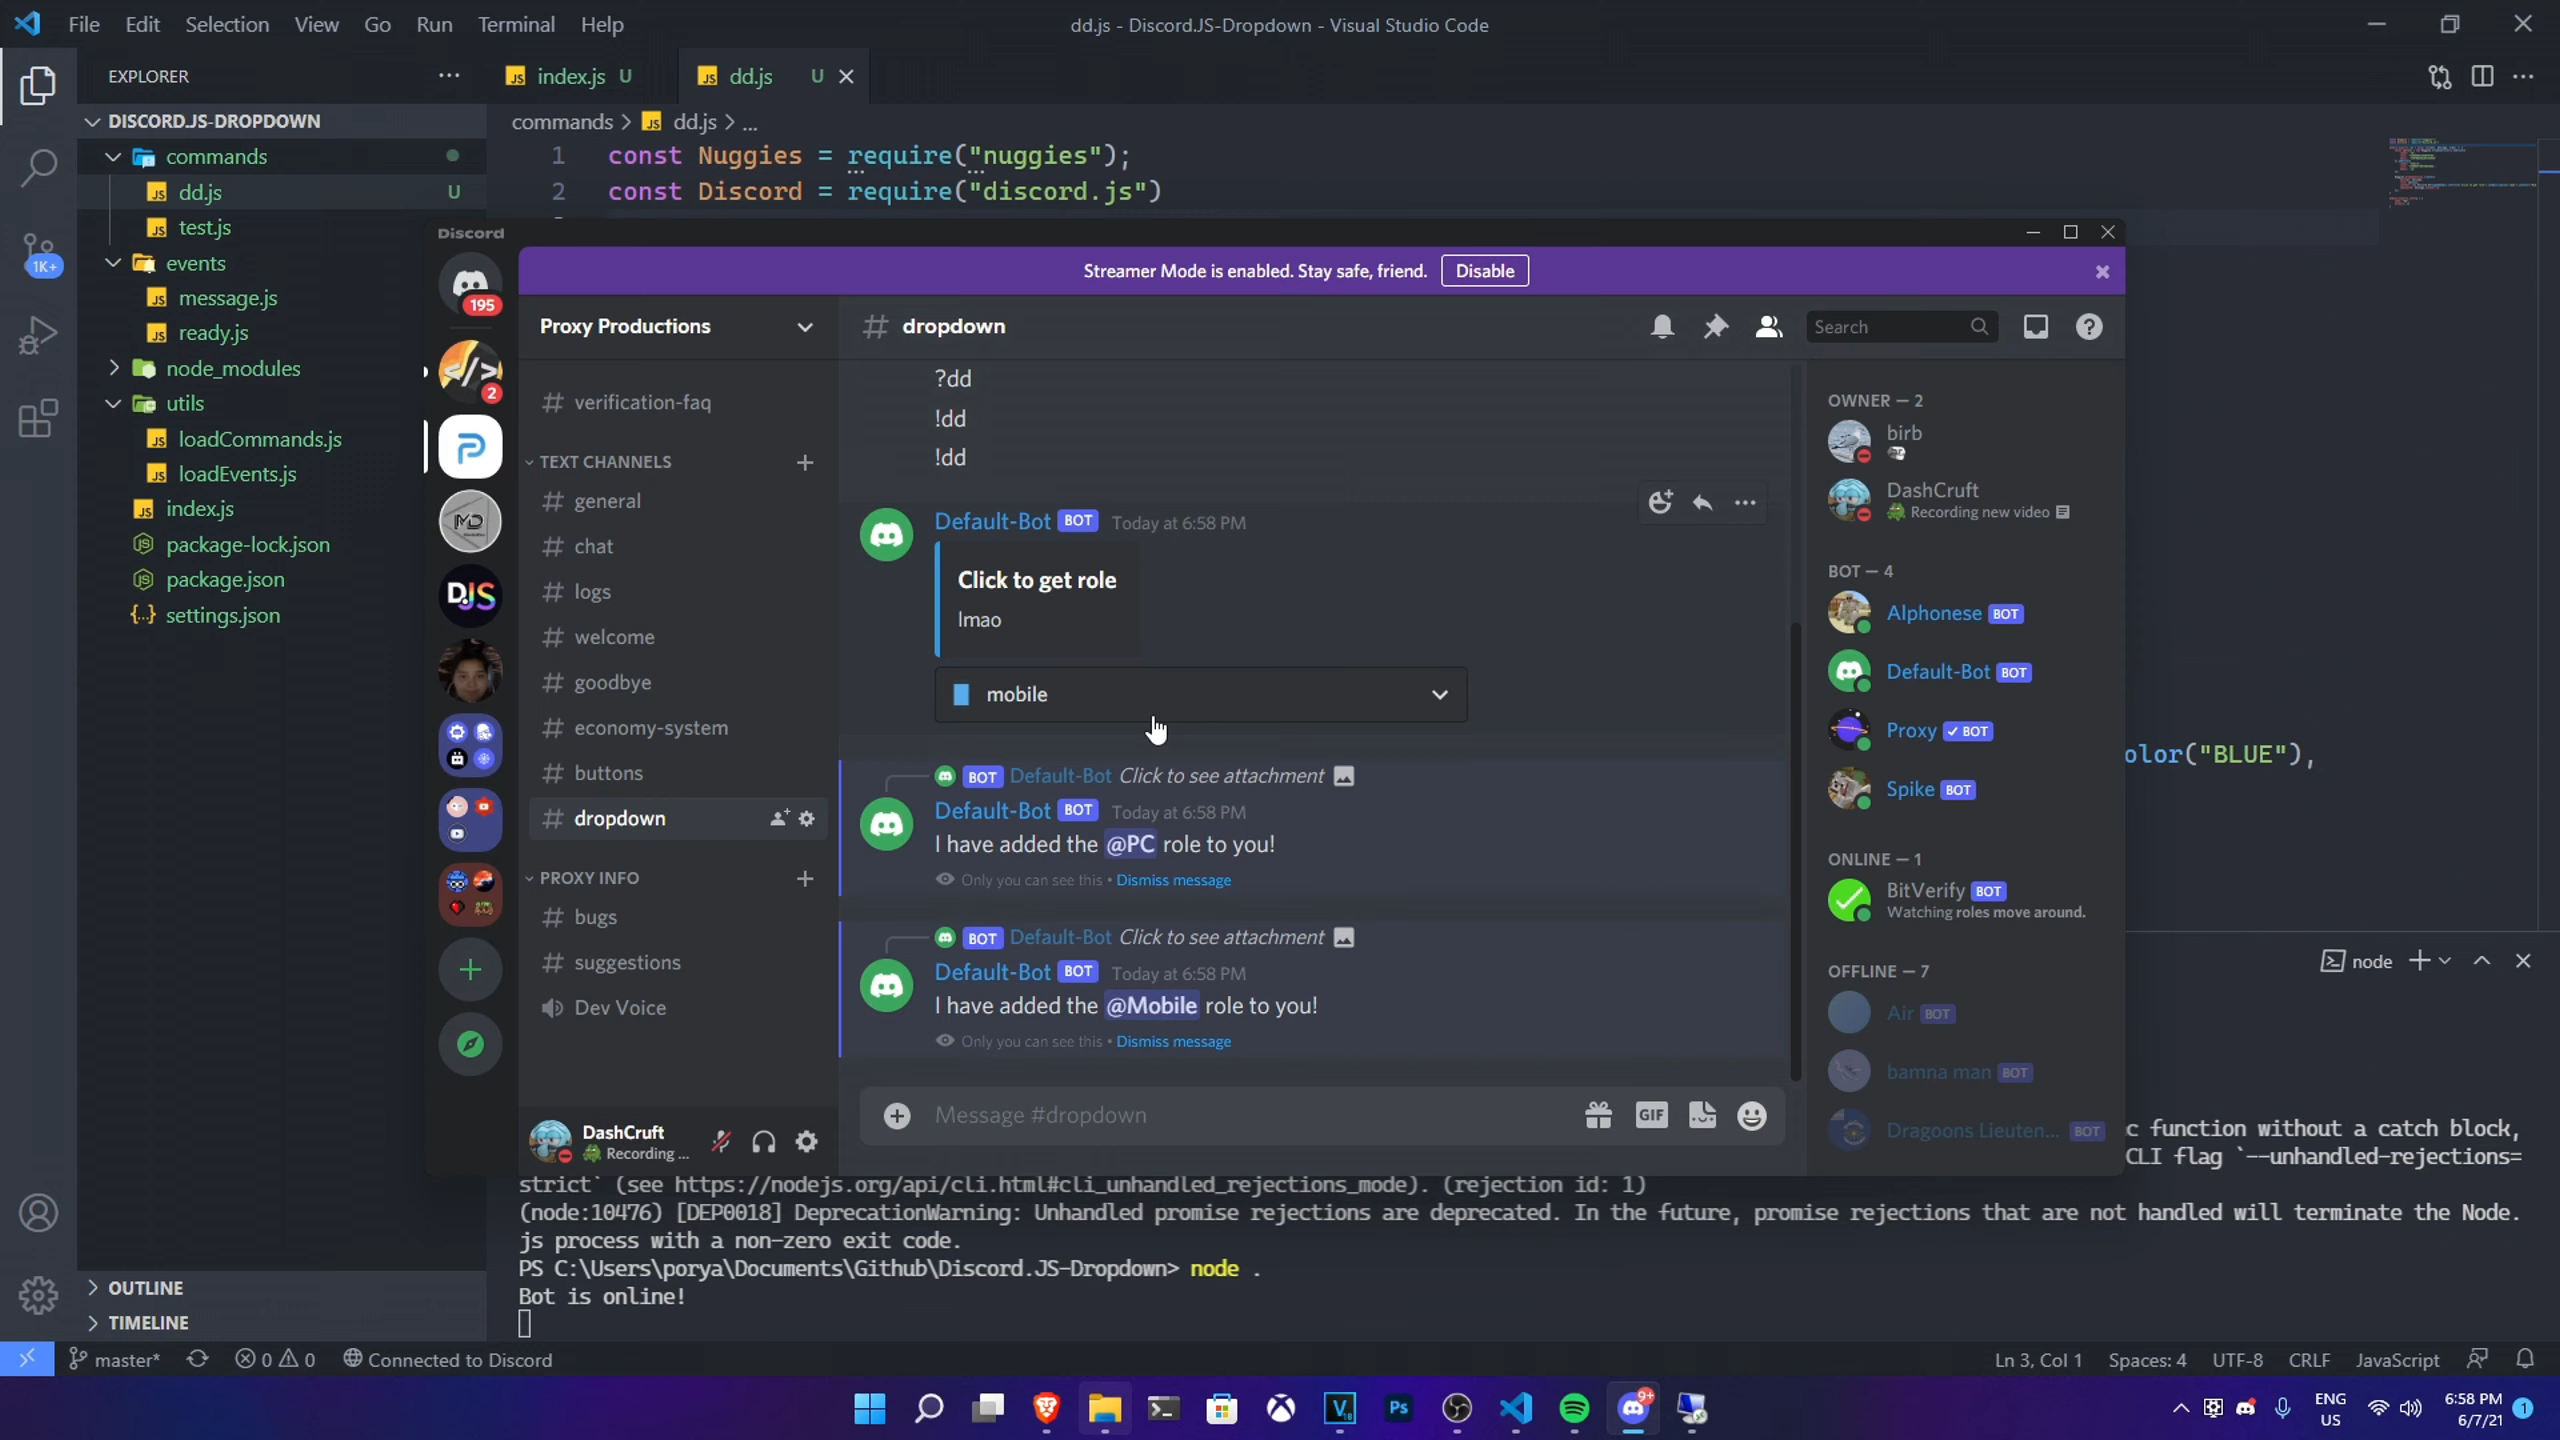 File Edit Selection View Go Run Terminal Help
dd.js - Discord.JS-Dropdown - Visual Studio Code
EXPLORER
index.js U
dd.js U
DISCORD.JS-DROPDOWN
commands
dd.js U
test.js
events
message.js
ready.js
node_modules
utils
loadCommands.js
loadEvents.js
index.js
package-lock.json
package.json
settings.json
1K+
OUTLINE
TIMELINE
commands > dd.js > ...
1 const Nuggies = require("nuggies");
2 const Discord = require("discord.js")
olor("BLUE"),
Discord
Streamer Mode is enabled. Stay safe, friend. Disable
195
2
MD
DJS
Proxy Productions
verification-faq
TEXT CHANNELS
general
chat
logs
welcome
goodbye
economy-system
buttons
dropdown
PROXY INFO
bugs
suggestions
Dev Voice
DashCruft
Recording ...
# dropdown
Search
?dd
!dd
!dd
Default-Bot BOT Today at 6:58 PM
Click to get role
lmao
mobile
BOT Default-Bot Click to see attachment
Default-Bot BOT Today at 6:58 PM
I have added the @PC role to you!
Only you can see this • Dismiss message
BOT Default-Bot Click to see attachment
Default-Bot BOT Today at 6:58 PM
I have added the @Mobile role to you!
Only you can see this • Dismiss message
Message #dropdown
GIF
OWNER — 2
birb
DashCruft
Recording new video
BOT — 4
Alphonese BOT
Default-Bot BOT
Proxy BOT
Spike BOT
ONLINE — 1
BitVerify BOT
Watching roles move around.
OFFLINE — 7
Air BOT
bamna man BOT
Dragoons Lieuten... BOT
node
c function without a catch block,
CLI flag `--unhandled-rejections=
strict` (see https://nodejs.org/api/cli.html#cli_unhandled_rejections_mode). (rejection id: 1)
(node:10476) [DEP0018] DeprecationWarning: Unhandled promise rejections are deprecated. In the future, promise rejections that are not handled will terminate the Node.
js process with a non-zero exit code.
PS C:\Users\porya\Documents\Github\Discord.JS-Dropdown> node .
Bot is online!
master* 0 0 Connected to Discord
Ln 3, Col 1 Spaces: 4 UTF-8 CRLF JavaScript
V 18
Ps
9+
ENG
US
6:58 PM
6/7/21
1